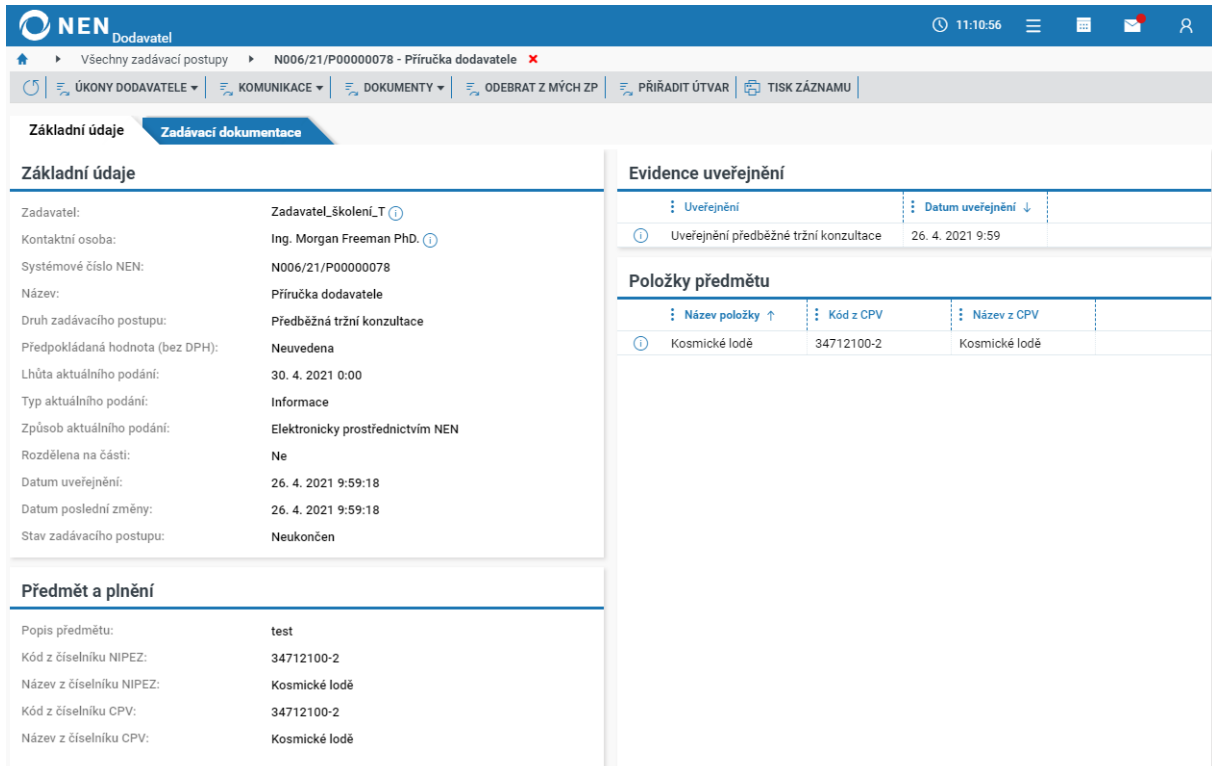 NEN Dodavatel
11:10:56
Všechny zadávací postupy N006/21/P00000078 - Příručka dodavatele
ÚKONY DODAVATELE KOMUNIKACE DOKUMENTY ODEBRAT Z MÝCH ZP PŘIŘADIT ÚTVAR TISK ZÁZNAMU
Základní údaje Zadávací dokumentace
Základní údaje
Zadavatel: Zadavatel_školení_T
Kontaktní osoba: Ing. Morgan Freeman PhD.
Systémové číslo NEN: N006/21/P00000078
Název: Příručka dodavatele
Druh zadávacího postupu: Předběžná tržní konzultace
Předpokládaná hodnota (bez DPH): Neuvedena
Lhůta aktuálního podání: 30. 4. 2021 0:00
Typ aktuálního podání: Informace
Způsob aktuálního podání: Elektronicky prostřednictvím NEN
Rozdělena na části: Ne
Datum uveřejnění: 26. 4. 2021 9:59:18
Datum poslední změny: 26. 4. 2021 9:59:18
Stav zadávacího postupu: Neukončen
Předmět a plnění
Popis předmětu: test
Kód z číselníku NIPEZ: 34712100-2
Název z číselníku NIPEZ: Kosmické lodě
Kód z číselníku CPV: 34712100-2
Název z číselníku CPV: Kosmické lodě
Evidence uveřejnění
Uveřejnění Datum uveřejnění
Uveřejnění předběžné tržní konzultace 26. 4. 2021 9:59
Položky předmětu
Název položky Kód z CPV Název z CPV
Kosmické lodě 34712100-2 Kosmické lodě